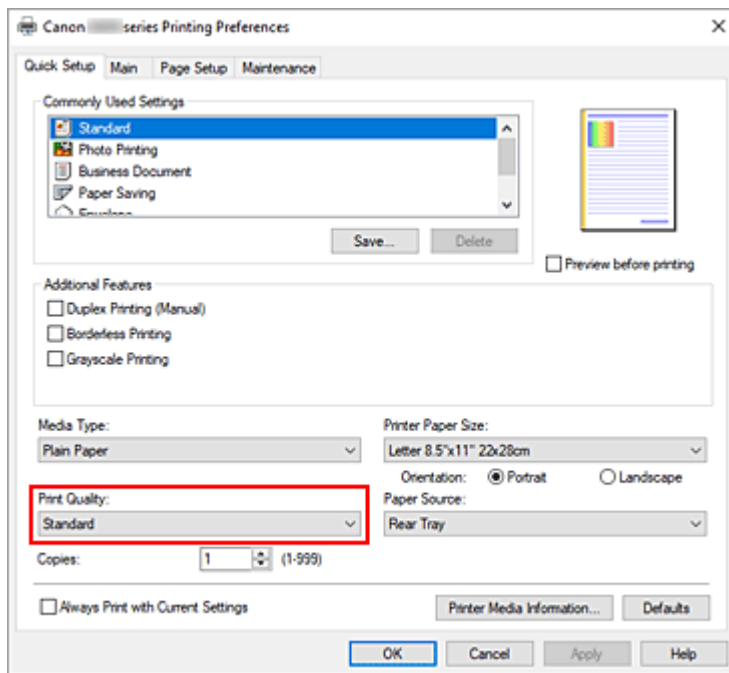 Canon series Printing Preferences
Quick Setup Main Page Setup Maintenance
Commonly Used Settings
Standard
Photo Printing
Business Document
Paper Saving
Envelope
Save... Delete
Preview before printing
Additional Features
Duplex Printing (Manual)
Borderless Printing
Grayscale Printing
Media Type: Printer Paper Size:
Plain Paper Letter 8.5"x11" 22x28cm
Orientation: Portrait Landscape
Print Quality: Paper Source:
Standard Rear Tray
Copies: 1 (1-999)
Always Print with Current Settings Printer Media Information... Defaults
OK Cancel Apply Help